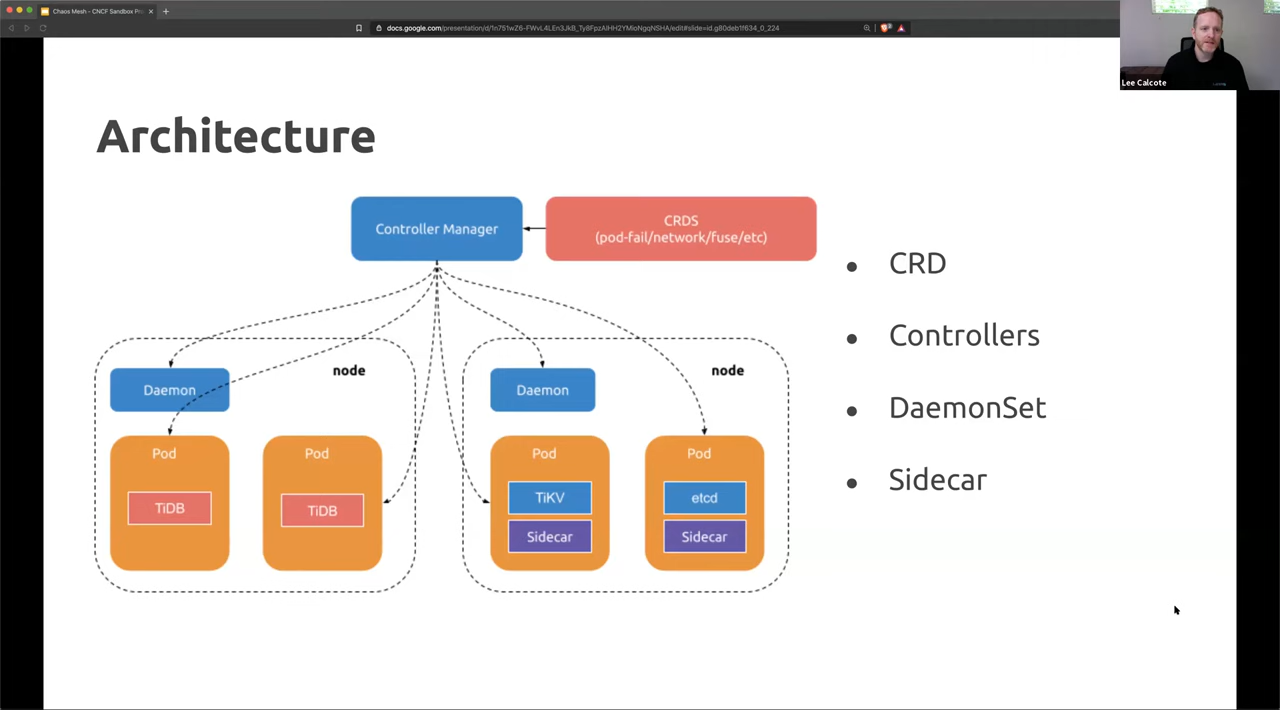 Chaos Mesh - CNCF Sandbox Pro
docs.google.com/presentation/d/1n751wZ6-FWvL4LEn3JkB_Ty8FpzAIHH2YMioNgqNSHA/edit#slide=id.g80deb1f634_0_224
Lee Calcote
Architecture
Controller Manager
CRDS
(pod-fail/network/fuse/etc)
CRD
Controllers
DaemonSet
Sidecar
node
Daemon
Pod
TiDB
Pod
TiDB
node
Daemon
Pod
TiKV
Sidecar
Pod
etcd
Sidecar